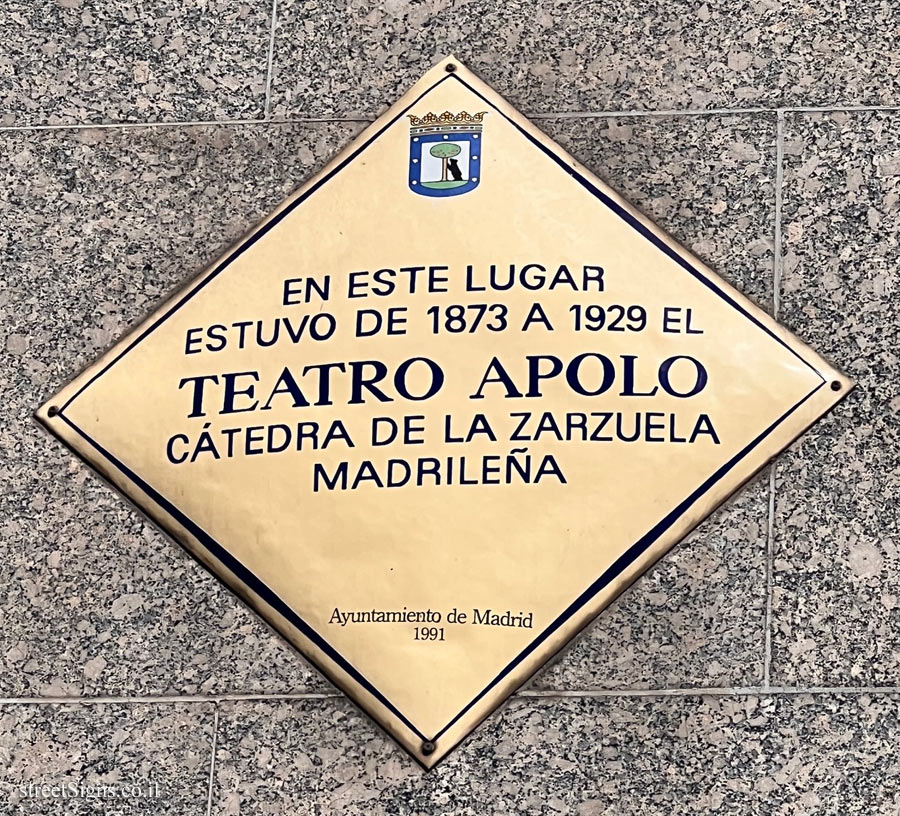 EN ESTE LUGAR
ESTUVO DE 1873 A 1929 EL
TEATRO APOLO
CÁTEDRA DE LA ZARZUELA
MADRILEÑA
Ayuntamiento de Madrid
1991
streetSigns.co.il